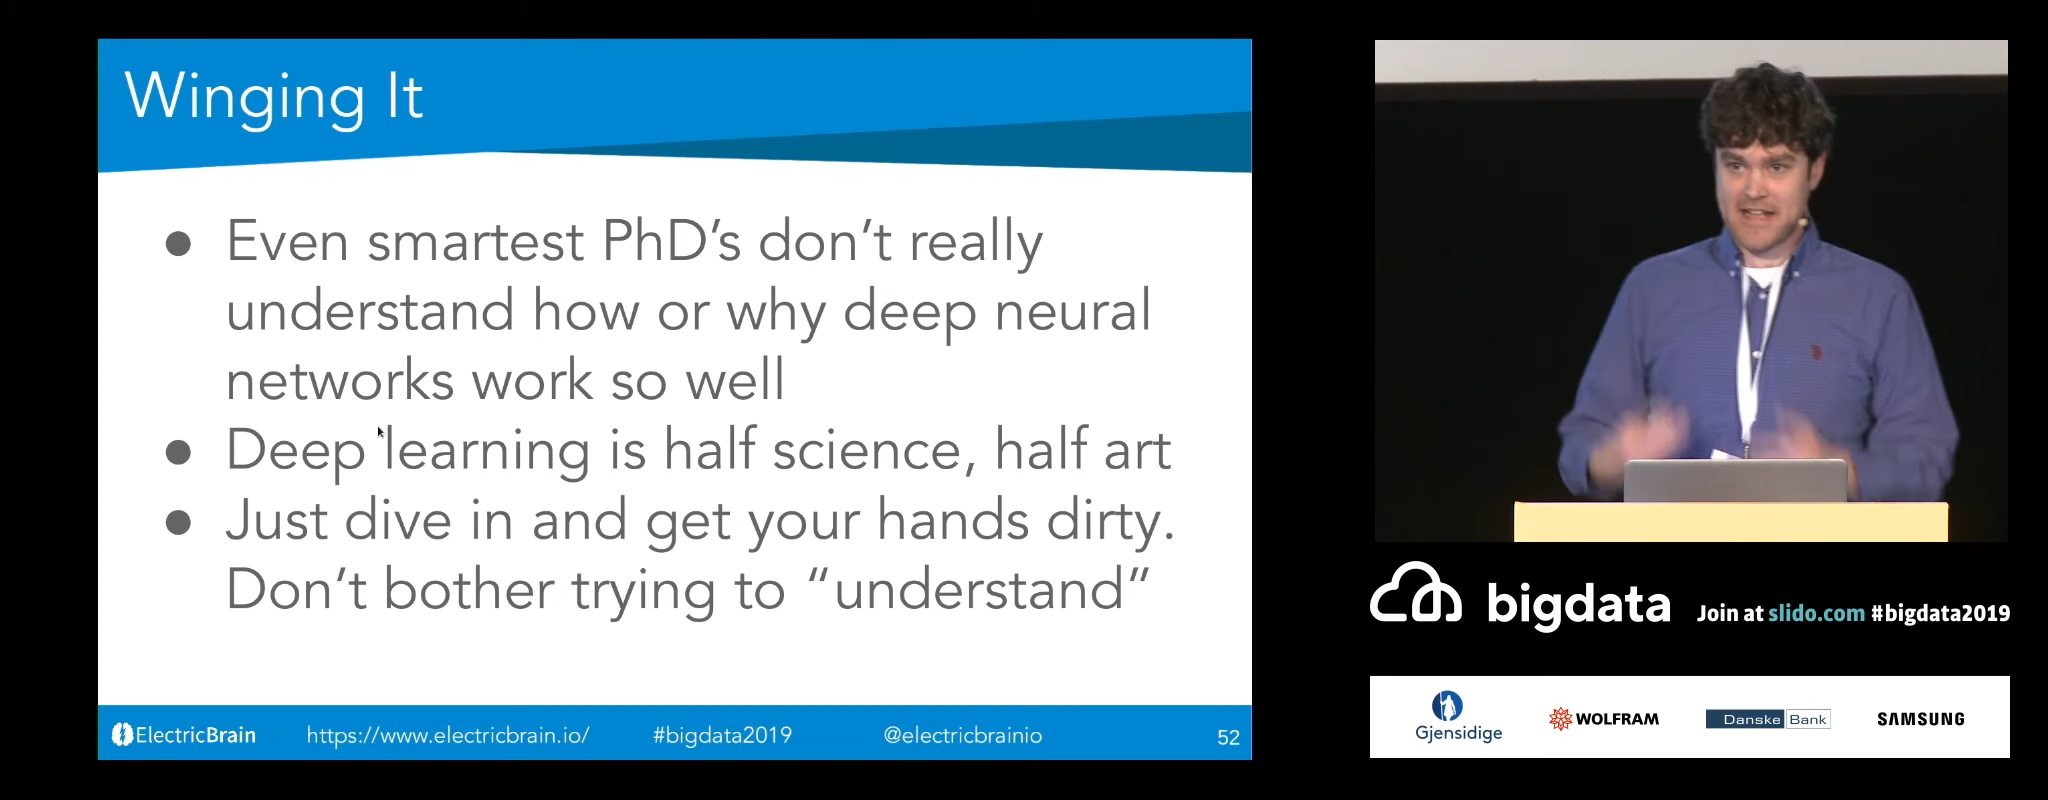 Winging It
● Even smartest PhD's don't really
understand how or why deep neural
networks work so well
● Deep learning is half science, half art
● Just dive in and get your hands dirty.
Don't bother trying to “understand”
ElectricBrain https://www.electricbrain.io/ #bigdata2019 @electricbrainio 52
bigdata Join at slido.com #bigdata2019
Gjensidige WOLFRAM Danske Bank SAMSUNG